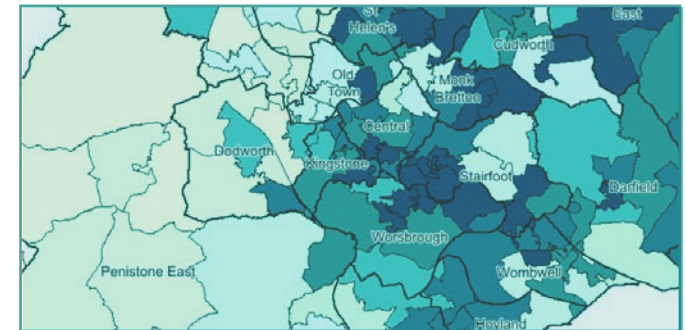 St
Helen's
East
Cudworth
Old
Town
Monk
Bretton
Central
Dodworth
Kingstone
Stairfoot
Darfield
Worsbrough
Penistone East
Wombwell
Hoyland